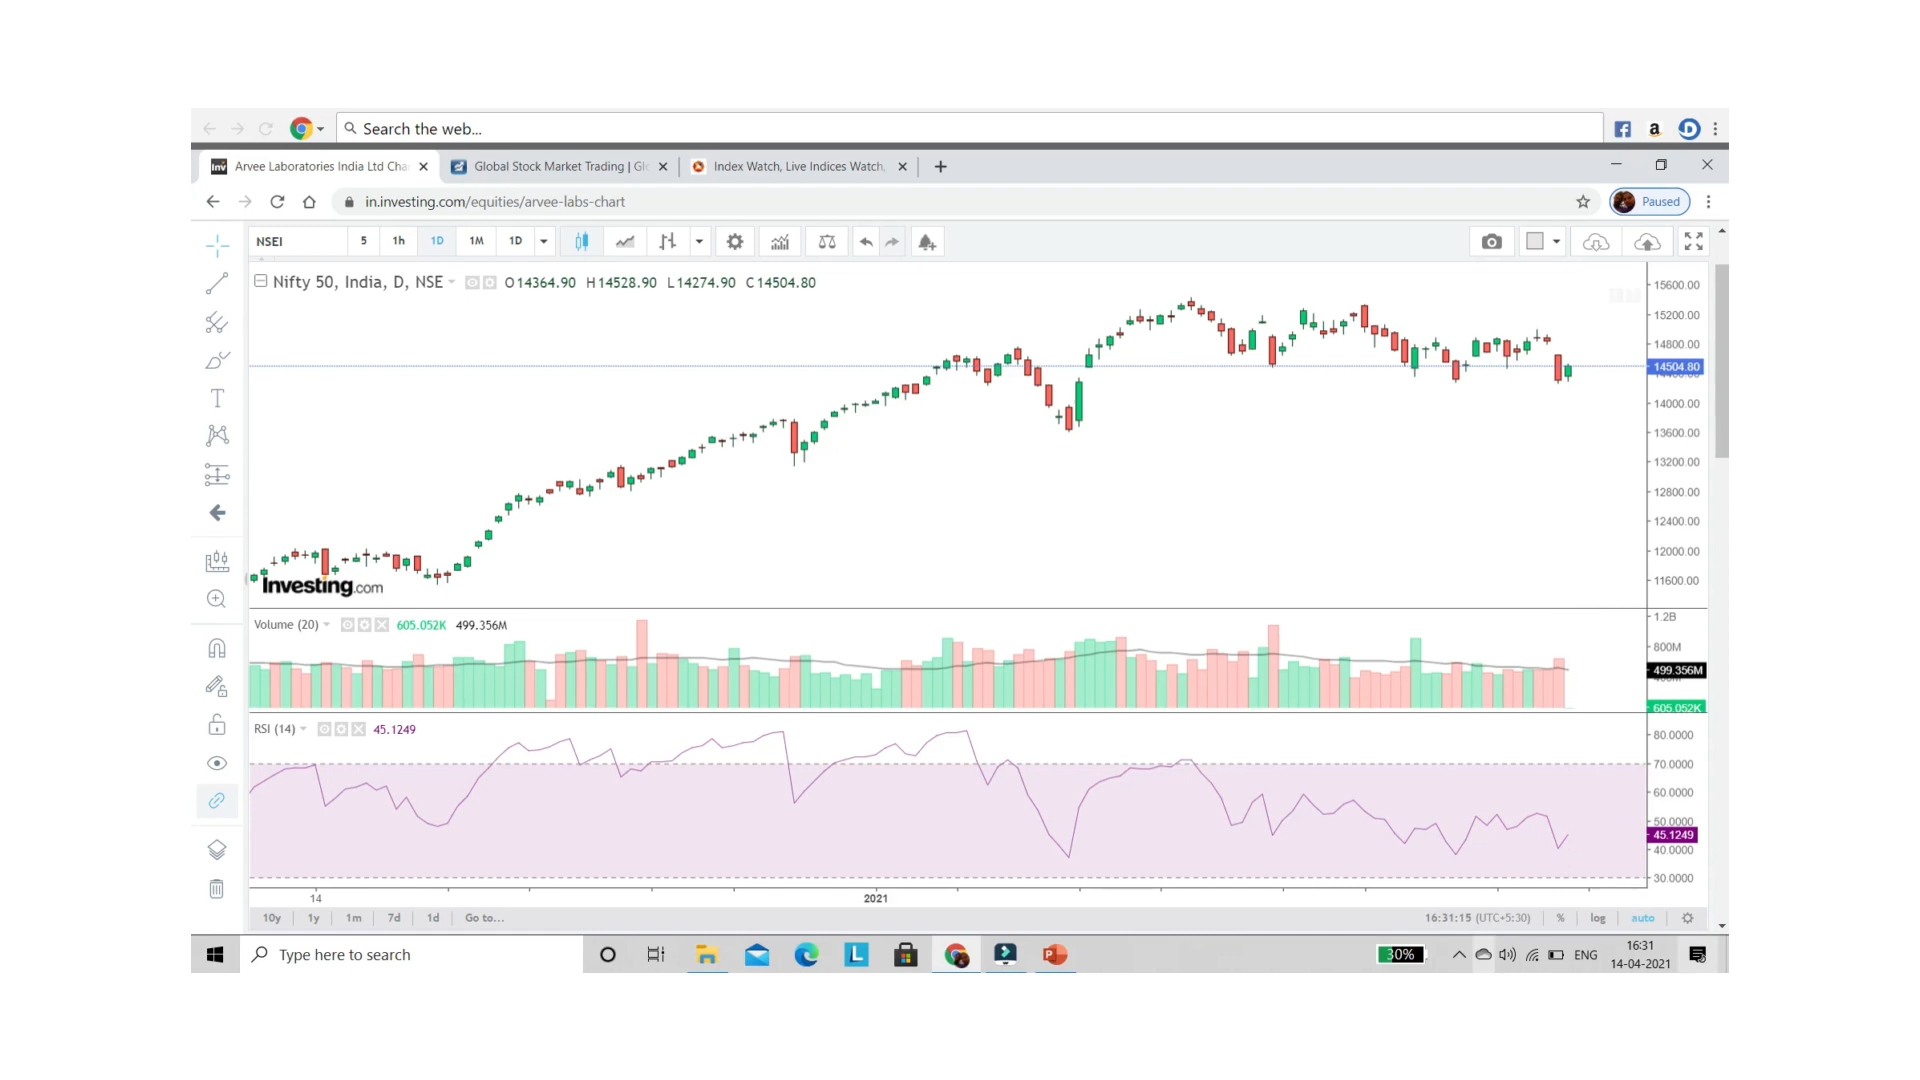 Search the web...
Arvee Laboratories India Ltd Cha
Global Stock Market Trading | Glo
Index Watch, Live Indices Watch,
in.investing.com/equities/arvee-labs-chart
Paused
NSEI 5 1h 1D 1M 1D
Nifty 50, India, D, NSE O14364.90 H14528.90 L14274.90 C14504.80
15600.00
15200.00
14800.00
14504.80
14000.00
13600.00
13200.00
12800.00
12400.00
12000.00
11600.00
Investing.com
Volume (20) 605.052K 499.356M
1.2B
800M
499.356M
605.052K
RSI (14) 45.1249
80.0000
70.0000
60.0000
50.0000
45.1249
40.0000
30.0000
14 2021
10y 1y 1m 7d 1d Go to... 16:31:15 (UTC+5:30) % log auto
Type here to search
30%
ENG
16:31
14-04-2021